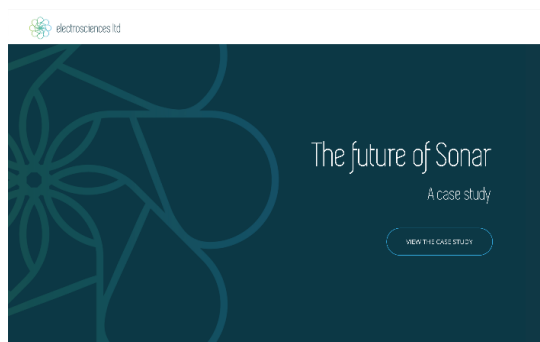 electrosciences ltd
The future of Sonar
A case study
VIEW THE CASE STUDY